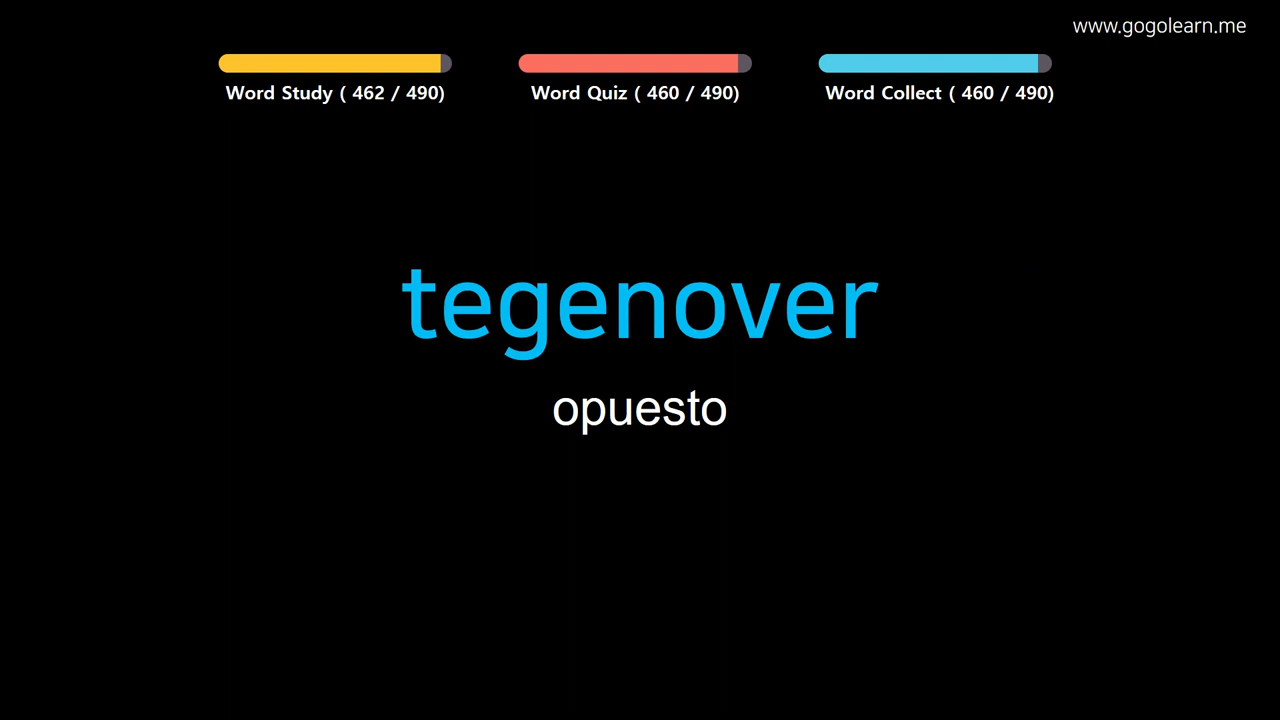 www.gogolearn.me
Word Study ( 462 / 490)
Word Quiz ( 460 / 490)
Word Collect ( 460 / 490)
tegenover
opuesto